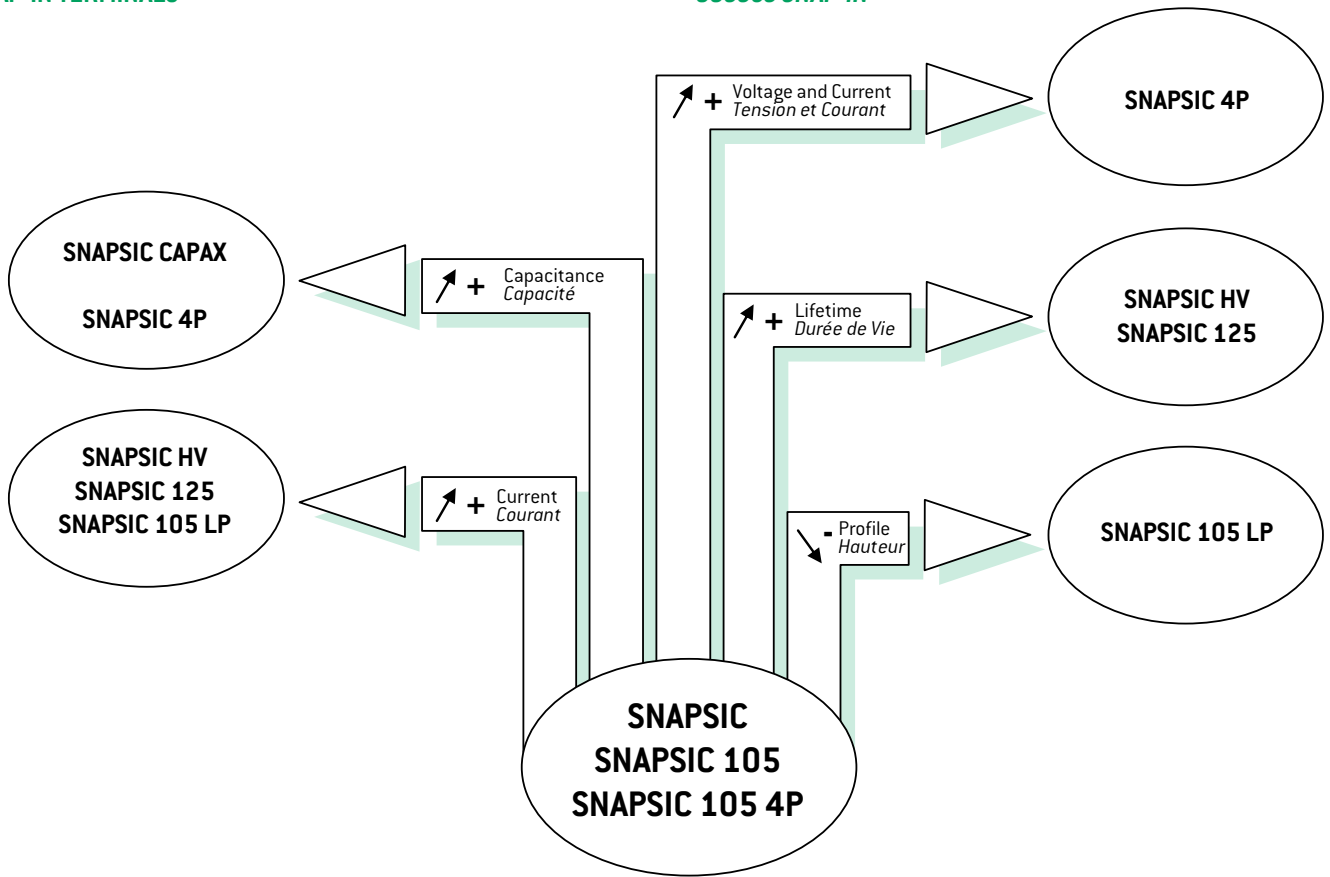 + Voltage and Current
Tension et Courant
SNAPSIC 4P
SNAPSIC CAPAX
SNAPSIC 4P
+ Capacitance
Capacité
+ Lifetime
Durée de Vie
SNAPSIC HV
SNAPSIC 125
SNAPSIC HV
SNAPSIC 125
SNAPSIC 105 LP
+ Current
Courant
- Profile
Hauteur
SNAPSIC 105 LP
SNAPSIC
SNAPSIC 105
SNAPSIC 105 4P